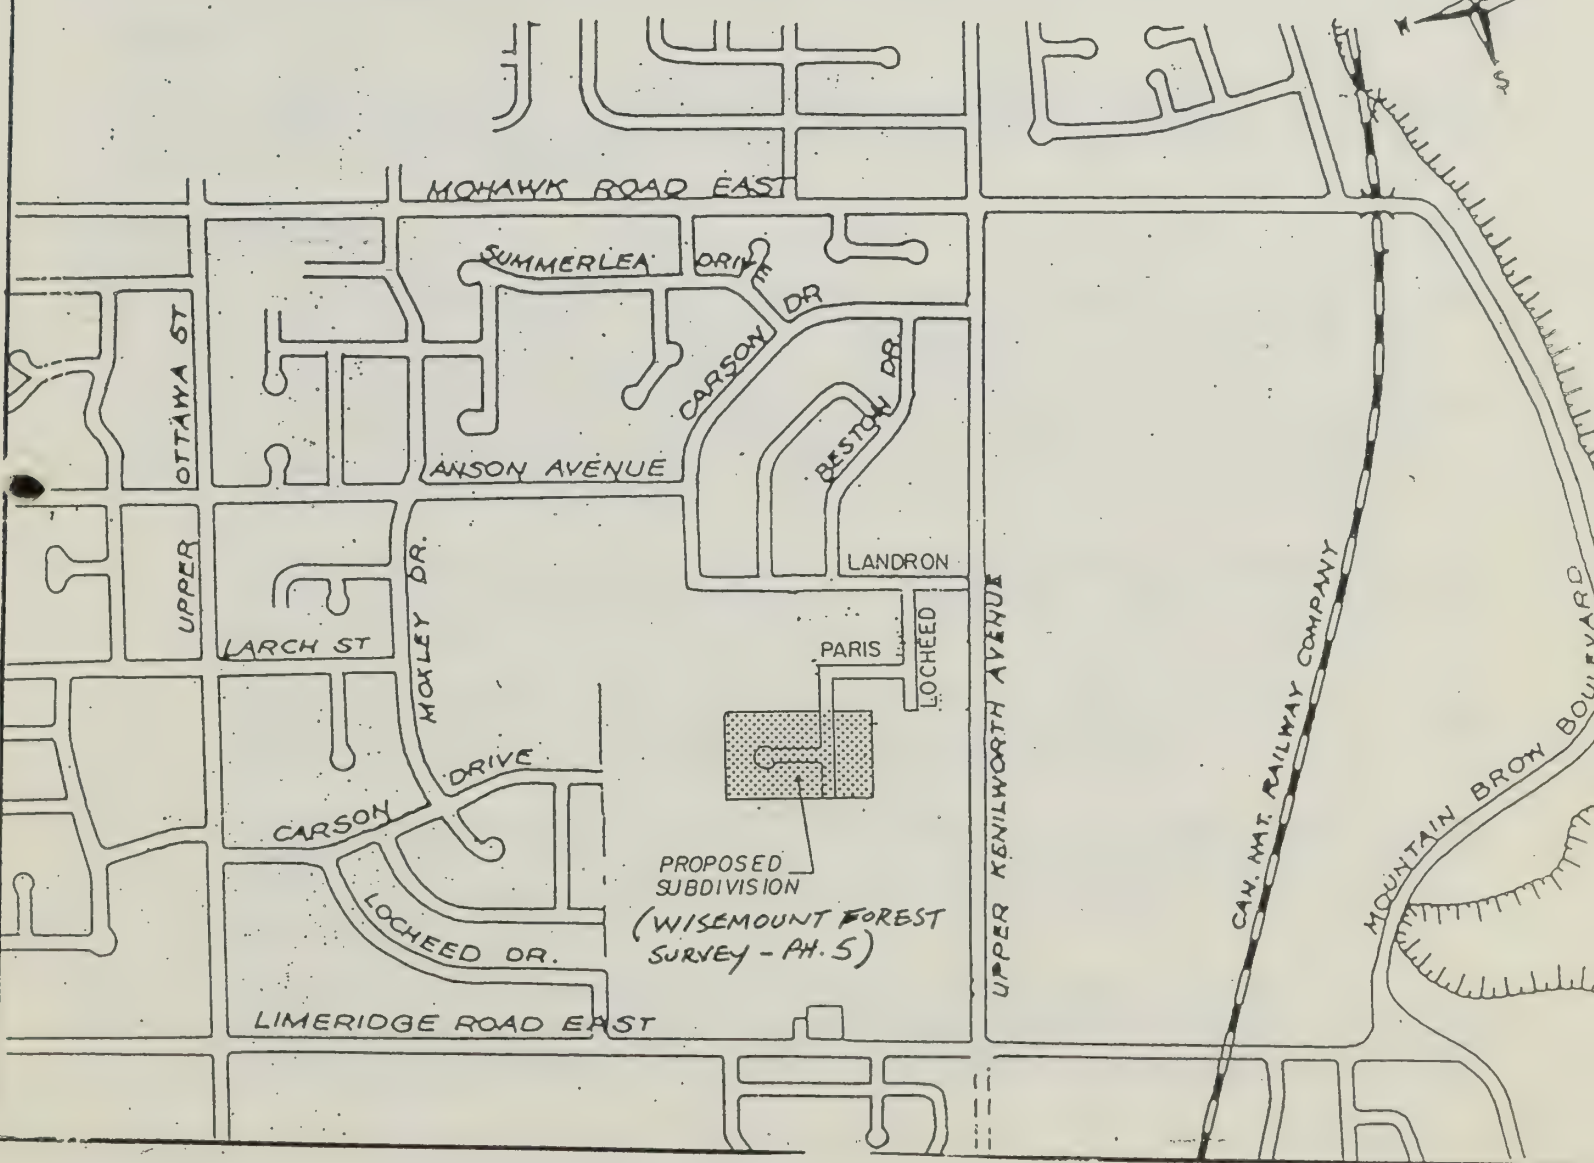 S
MOHAWK ROAD EAST
SUMMERLEA DRIVE
CARSON DR
BESTOW DR.
OTTAWA ST
UPPER
ANSON AVENUE
MOXLEY DR.
LANDRON
LOCHEED
PARIS
LARCH ST
UPPER KENILWORTH AVENUE
CAN. NAT. RAILWAY COMPANY
MOUNTAIN BROW BOULEVARD
CARSON DRIVE
PROPOSED
SUBDIVISION
(WISEMOUNT FOREST
SURVEY - PH. 5)
LOCHEED DR.
LIMERIDGE ROAD EAST